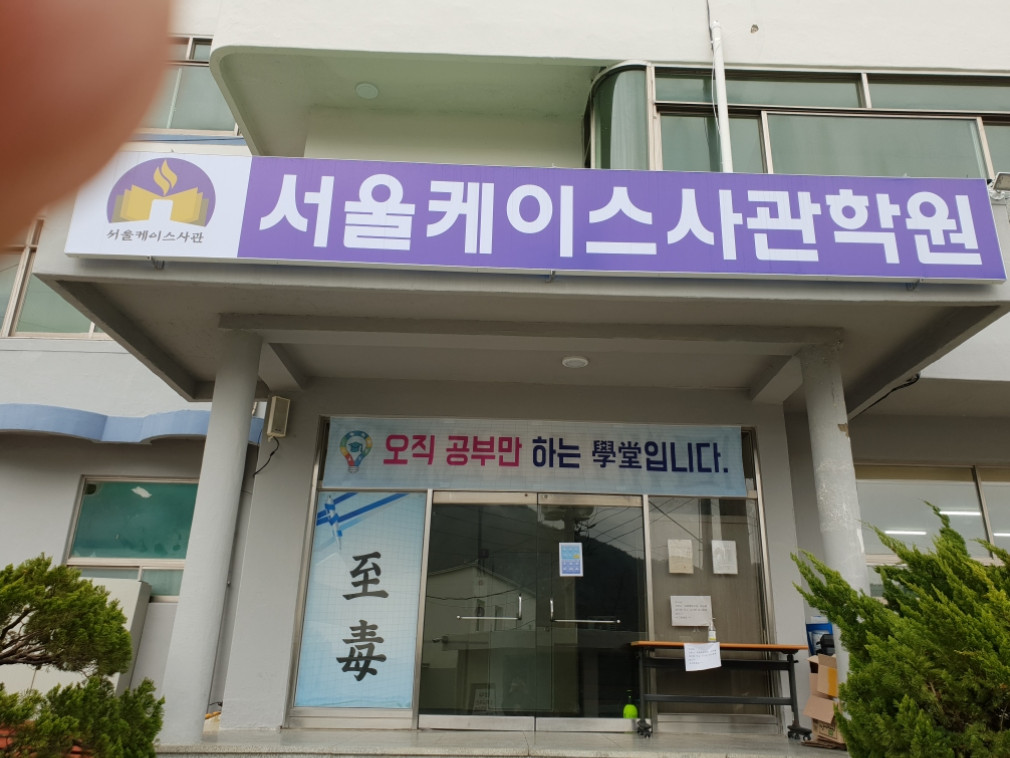 서울케이스사관
서울케이스사관학원
오직 공부만 하는 學堂입니다.
至
毒